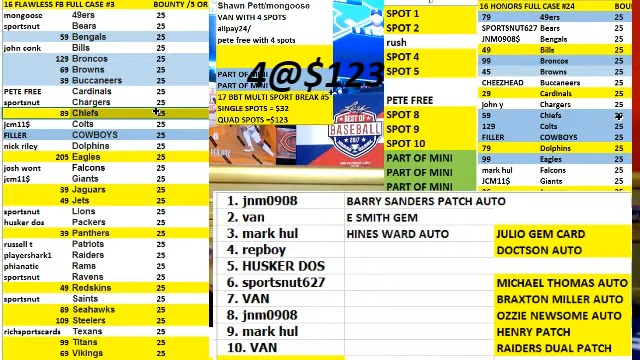 16 FLAWLESS FB FULL CASE #3 BOUNTY /5 OR
mongoose 49ers 25
sportsnut Bears 25
59 Bengals 25
john conk Bills 25
129 Broncos 25
69 Browns 25
39 Buccaneers 25
PETE FREE Cardinals 25
sportsnut Chargers 25
89 Chiefs 25
jcm11$ Colts 25
FILLER COWBOYS 25
nick riley Dolphins 25
205 Eagles 25
josh wont Falcons 25
jcm11$ Giants 25
39 Jaguars 25
49 Jets 25
sportsnut Lions 25
husker dos Packers 25
39 Panthers 25
russell t Patriots 25
playershark1 Raiders 25
phianatic Rams 25
sportsnut Ravens 25
49 Redskins 25
sportsnut Saints 25
89 Seahawks 25
109 Steelers 25
richsportscards Texans 25
99 Titans 25
69 Vikings 25
Shawn Pett/mongoose
VAN WITH 4 SPOTS
allpay24/
pete free with 4 spots
PART OF MINI
PART OF MINI
4@$123
17 BBT MULTI SPORT BREAK #5
SINGLE SPOTS = $32
QUAD SPOTS =$123
BEST OF
BASEBALL
2017
SPOT 1
SPOT 2
rush
SPOT 4
SPOT 5
PETE FREE
SPOT 8
SPOT 9
SPOT 10
PART OF MINI
PART OF MINI
PART OF MINI
16 HONORS FULL CASE #24 BOU
79 49ers 25
SPORTSNUT627 Bears 25
JNM0908$ Bengals 25
49 Bills 25
99 Broncos 25
45 Browns 25
CHEEZHEAD Buccaneers 25
29 Cardinals 25
john y Chargers 25
59 Chiefs
129 Colts 25
FILLER COWBOYS 25
79 Dolphins 25
99 Eagles 25
mark hul Falcons 25
JCM11$ Giants 25
1. jnm0908 BARRY SANDERS PATCH AUTO
2. van E SMITH GEM
3. mark hul HINES WARD AUTO JULIO GEM CARD
4. repboy DOCTSON AUTO
5. HUSKER DOS
6. sportsnut627 MICHAEL THOMAS AUTO
7. VAN BRAXTON MILLER AUTO
8. jnm0908 OZZIE NEWSOME AUTO
9. mark hul HENRY PATCH
10. VAN RAIDERS DUAL PATCH